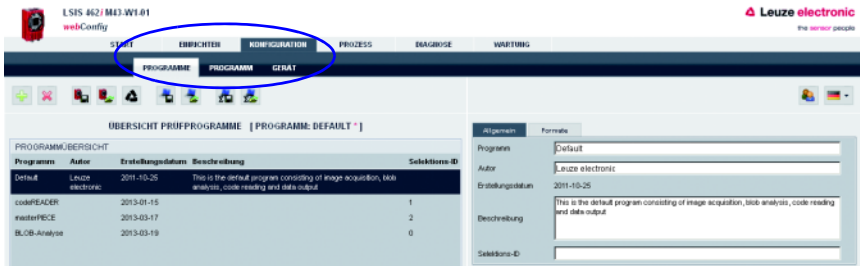 LSIS 462i M43-W1-01
webConfig
Leuze electronic
the sensor people
START EINRICHTEN KONFIGURATION PROZESS DIAGNOSE WARTUNG
PROGRAMME PROGRAMM GERÄT
ÜBERSICHT PRÜFPROGRAMME [ PROGRAMM: DEFAULT * ]
PROGRAMMÜBERSICHT
Programm Autor Erstellungsdatum Beschreibung Selektions-ID
Default Leuze electronic 2011-10-25 This is the default program consisting of image acquisition, blob analysis, code reading and data output
codeREADER 2013-01-15 1
masterPIECE 2013-03-17 2
BLOB-Analyse 2013-03-19 0
Allgemein Formate
Programm Default
Autor Leuze electronic
Erstellungsdatum 2011-10-25
Beschreibung This is the default program consisting of image acquisition, blob analysis, code reading
and data output
Selektions-ID